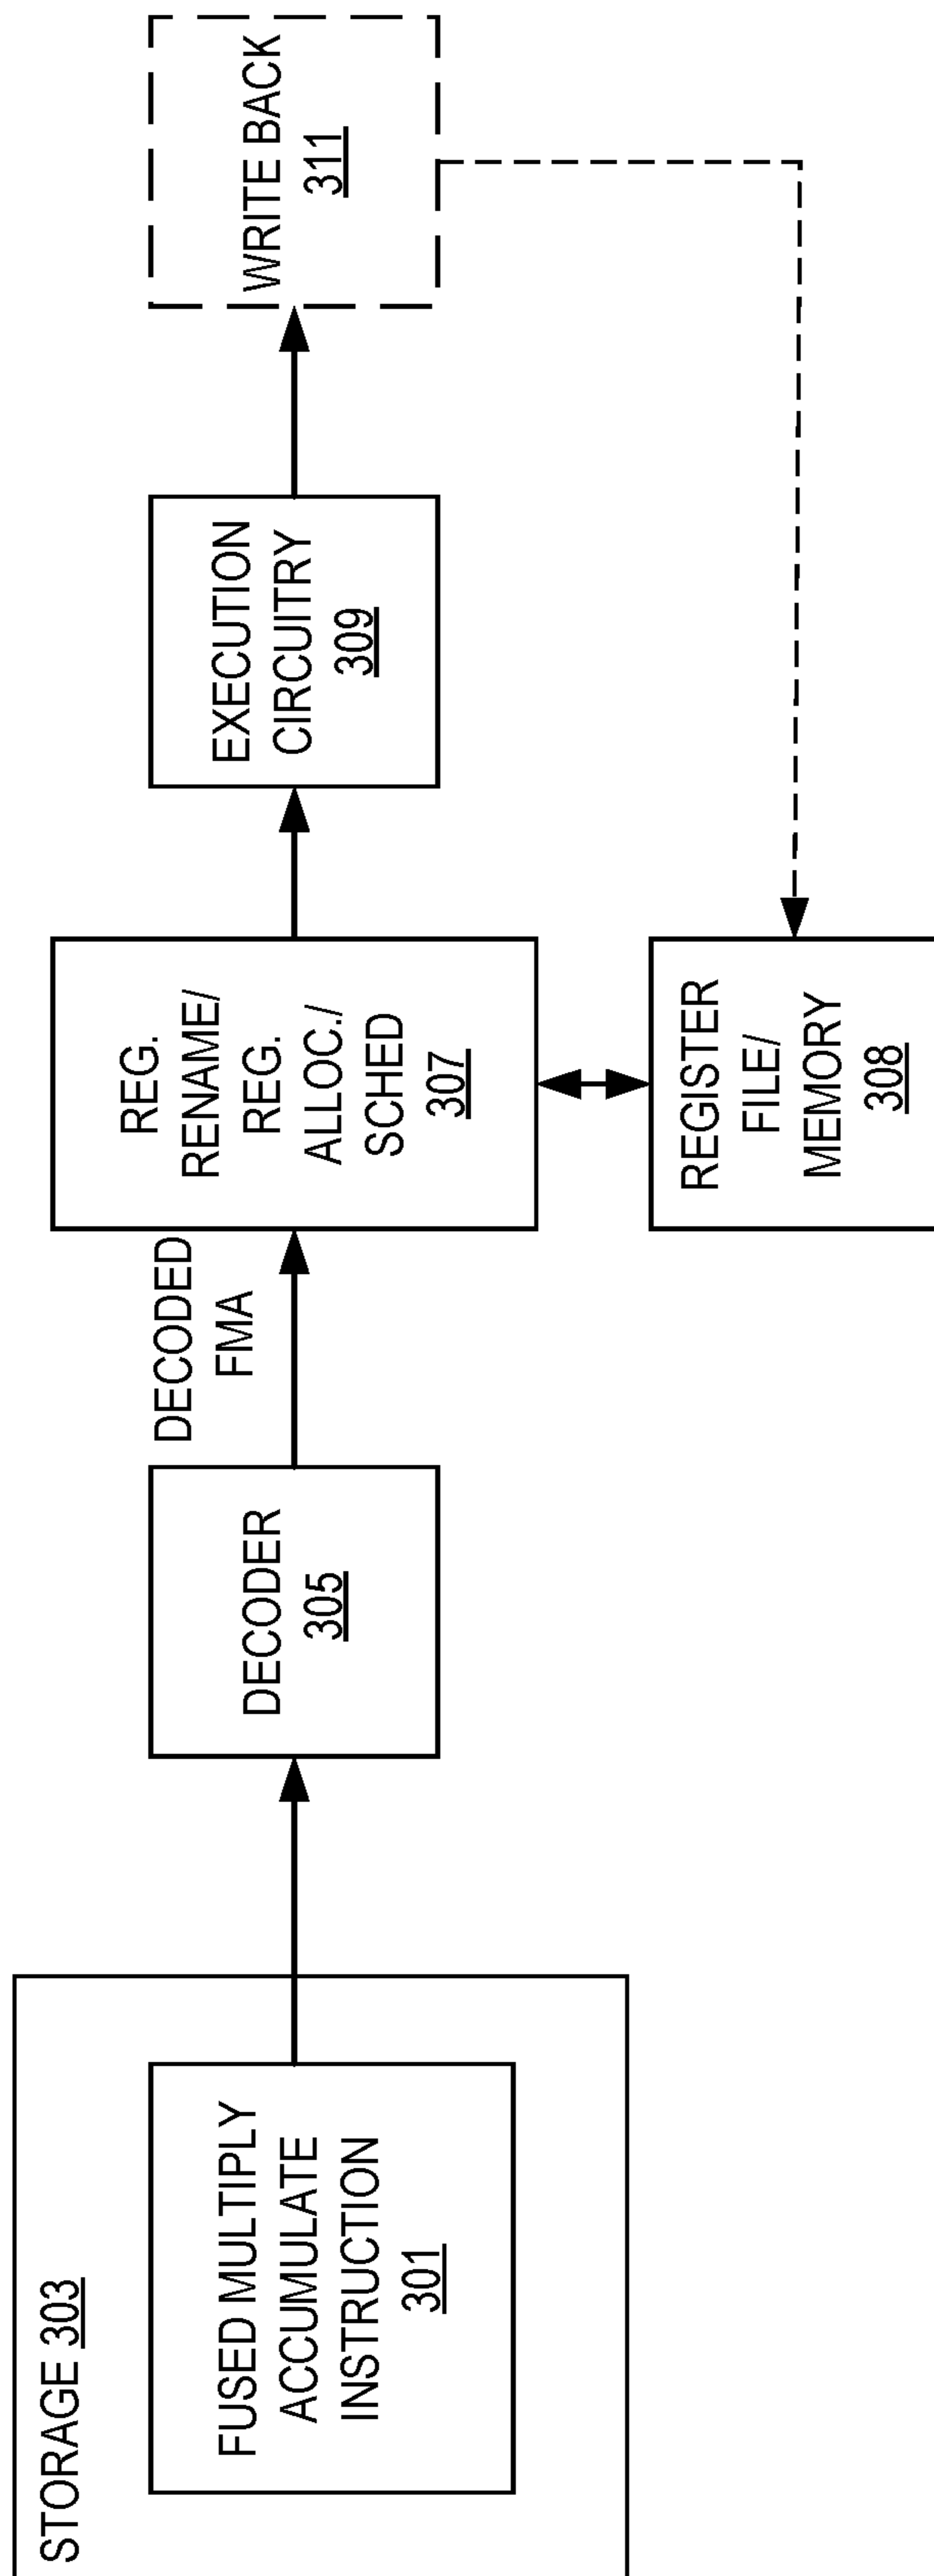 STORAGE 303
FUSED MULTIPLY
ACCUMULATE
INSTRUCTION
301
DECODER
305
DECODED
FMA
REG.
RENAME/
REG.
ALLOC./
SCHED
307
REGISTER
FILE/
MEMORY
308
EXECUTION
CIRCUITRY
309
WRITE BACK
311